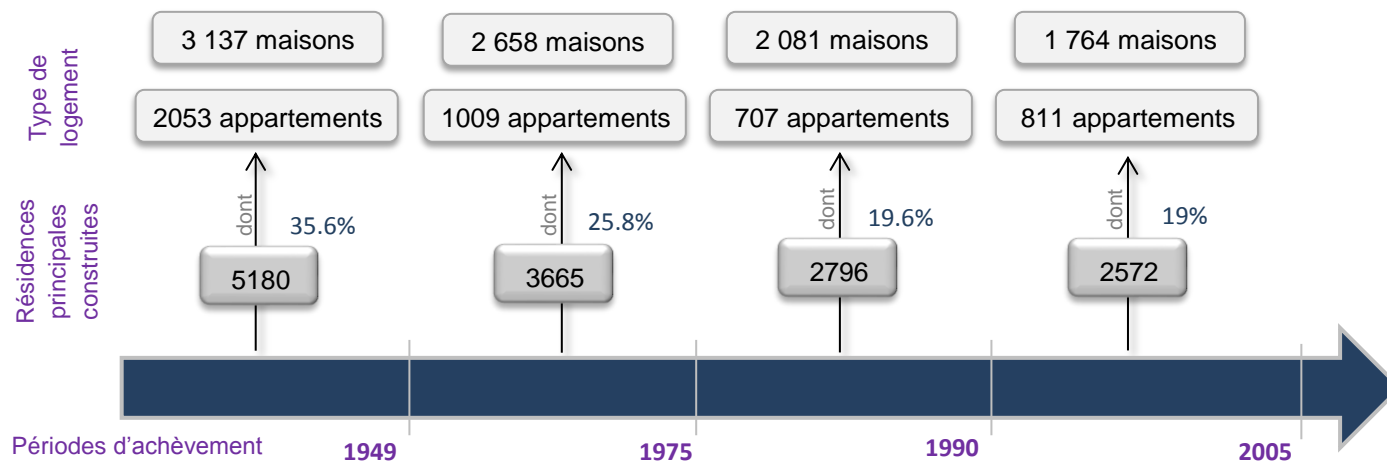 Type de
logement
3 137 maisons
2 658 maisons
2 081 maisons
1 764 maisons
2053 appartements
1009 appartements
707 appartements
811 appartements
Résidences
principales
construites
dont
35.6%
dont
25.8%
dont
19.6%
dont
19%
5180
3665
2796
2572
Périodes d'achèvement
1949
1975
1990
2005